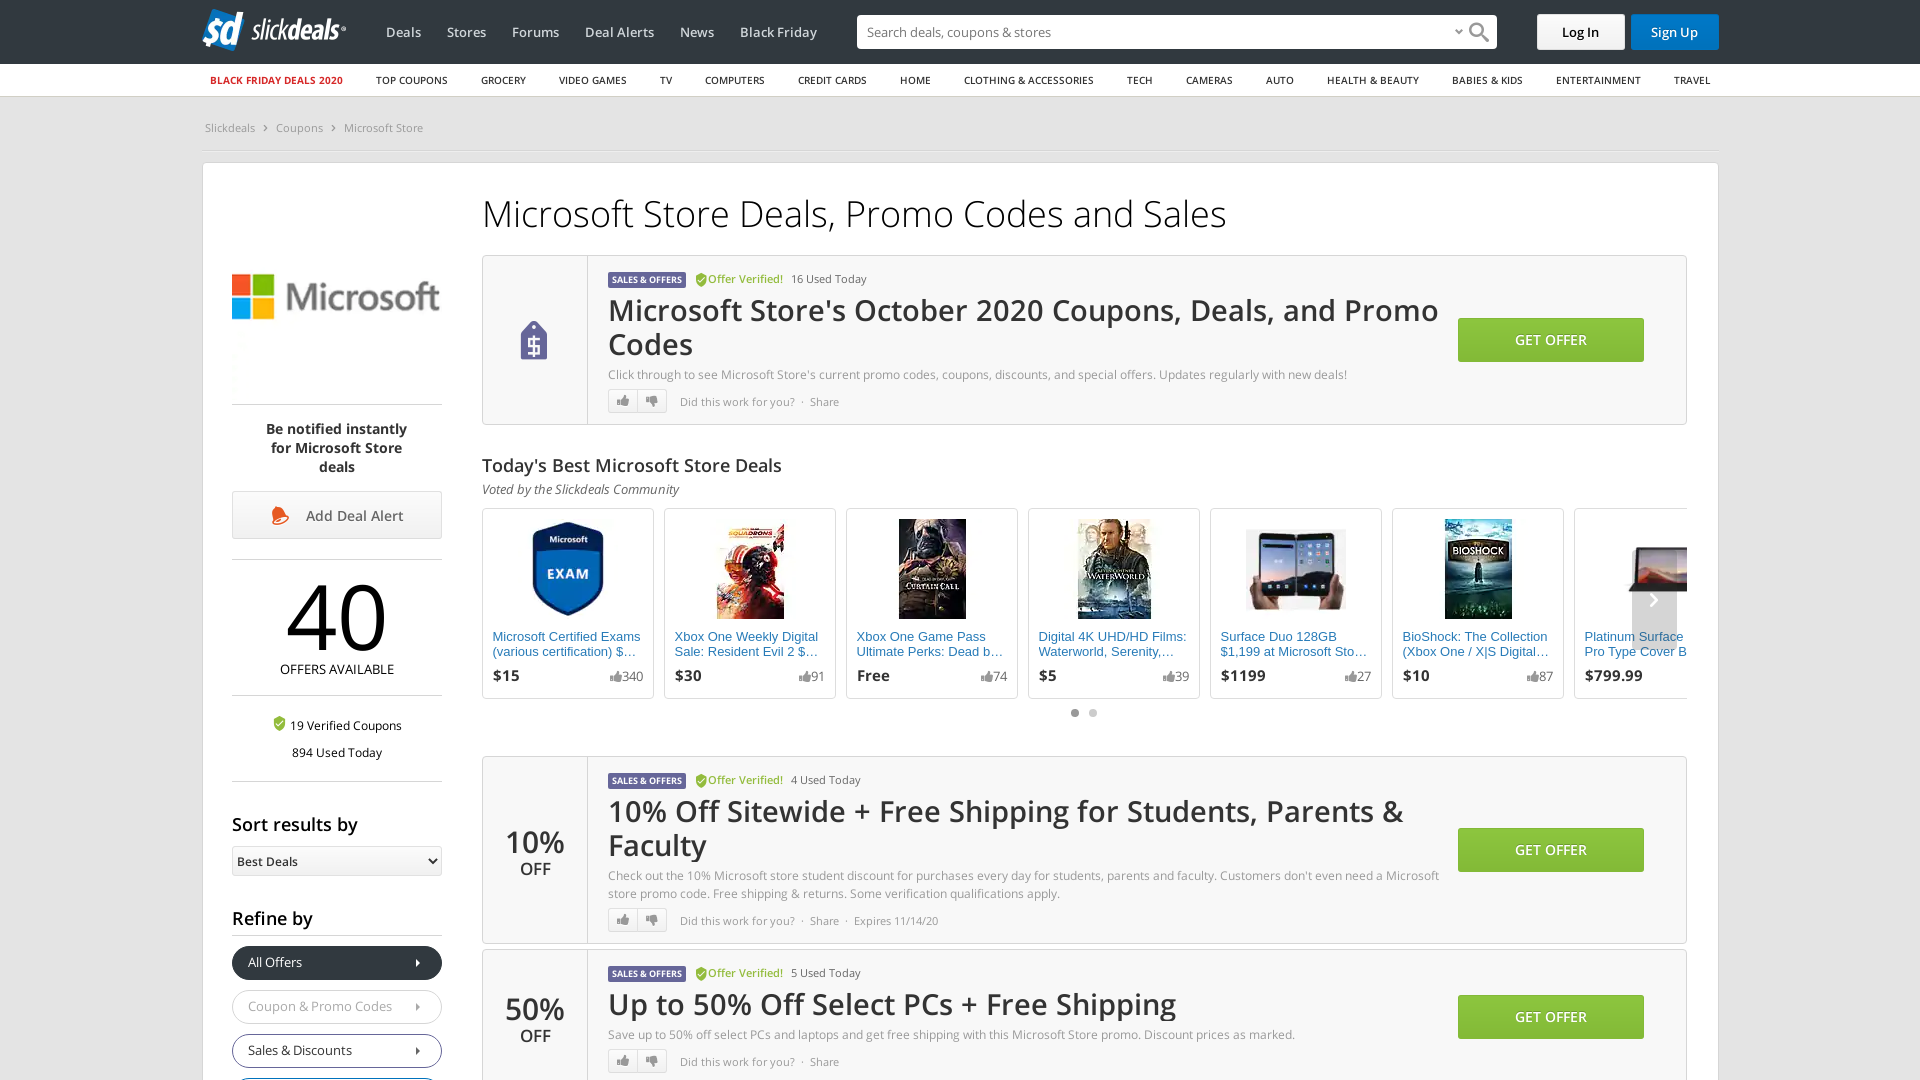 sd slickdeals
Deals
Stores
Forums
Deal Alerts
News
Black Friday
Search deals, coupons & stores
Log In
Sign Up
BLACK FRIDAY DEALS 2020
TOP COUPONS
GROCERY
VIDEO GAMES
TV
COMPUTERS
CREDIT CARDS
HOME
CLOTHING & ACCESSORIES
TECH
CAMERAS
AUTO
HEALTH & BEAUTY
BABIES & KIDS
ENTERTAINMENT
TRAVEL
Slickdeals > Coupons > Microsoft Store
Microsoft
Be notified instantly
for Microsoft Store
deals
Add Deal Alert
40
OFFERS AVAILABLE
19 Verified Coupons
894 Used Today
Sort results by
Best Deals
Refine by
All Offers
Coupon & Promo Codes
Sales & Discounts
Microsoft Store Deals, Promo Codes and Sales
SALES & OFFERS Offer Verified! 16 Used Today
Microsoft Store's October 2020 Coupons, Deals, and Promo
Codes
Click through to see Microsoft Store's current promo codes, coupons, discounts, and special offers. Updates regularly with new deals!
Did this work for you? · Share
GET OFFER
Today's Best Microsoft Store Deals
Voted by the Slickdeals Community
Microsoft
EXAM
Microsoft Certified Exams
(various certification) $...
$15 340
SQUADRONS
Xbox One Weekly Digital
Sale: Resident Evil 2 $...
$30 91
CURTAIN CALL
Xbox One Game Pass
Ultimate Perks: Dead b...
Free 74
WATERWORLD
Digital 4K UHD/HD Films:
Waterworld, Serenity,...
$5 39
Surface Duo 128GB
$1,199 at Microsoft Sto...
$1199 27
BIOSHOCK
BioShock: The Collection
(Xbox One / X|S Digital...
$10 87
Platinum Surface
Pro Type Cover B
$799.99
10%
OFF
SALES & OFFERS Offer Verified! 4 Used Today
10% Off Sitewide + Free Shipping for Students, Parents &
Faculty
Check out the 10% Microsoft store student discount for purchases every day for students, parents and faculty. Customers don't even need a Microsoft
store promo code. Free shipping & returns. Some verification qualifications apply.
Did this work for you? · Share · Expires 11/14/20
GET OFFER
50%
OFF
SALES & OFFERS Offer Verified! 5 Used Today
Up to 50% Off Select PCs + Free Shipping
Save up to 50% off select PCs and laptops and get free shipping with this Microsoft Store promo. Discount prices as marked.
Did this work for you? · Share
GET OFFER